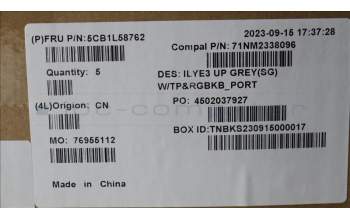 2023-09-15 17:37:28
(P)FRU P/N:5CB1L58762
Compal P/N: 71NM2338096
Quantity: 5
DES: ILYE3 UP GREY(SG)
W/TP&RGBKB_PORT
(4L)Origion: CN
PO: 4502037927
MO: 76955112
BOX ID:TNBKS230915000017
Made in China